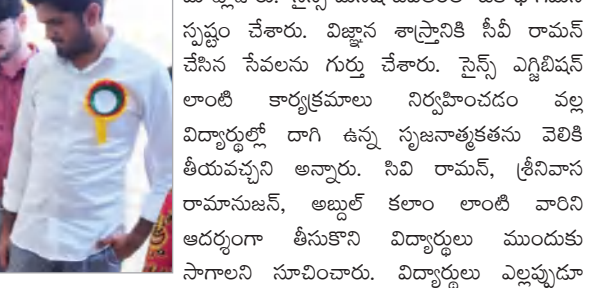 స్పష్టం చేశారు. విజ్ఞాన శాస్త్రానికి సీవీ రామన్
చేసిన సేవలను గుర్తు చేశారు. సైన్స్ ఎగ్జిబిషన్
లాంటి కార్యక్రమాలు నిర్వహించడం వల్ల
విద్యార్థుల్లో దాగి ఉన్న సృజనాత్మకతను వెలికి
తీయవచ్చని అన్నారు. సివి రామన్, శ్రీనివాస
రామానుజన్, అబ్దుల్ కలాం లాంటి వారిని
ఆదర్శంగా తీసుకొని విద్యార్థులు ముందుకు
సాగాలని సూచించారు. విద్యార్థులు ఎల్లప్పుడూ